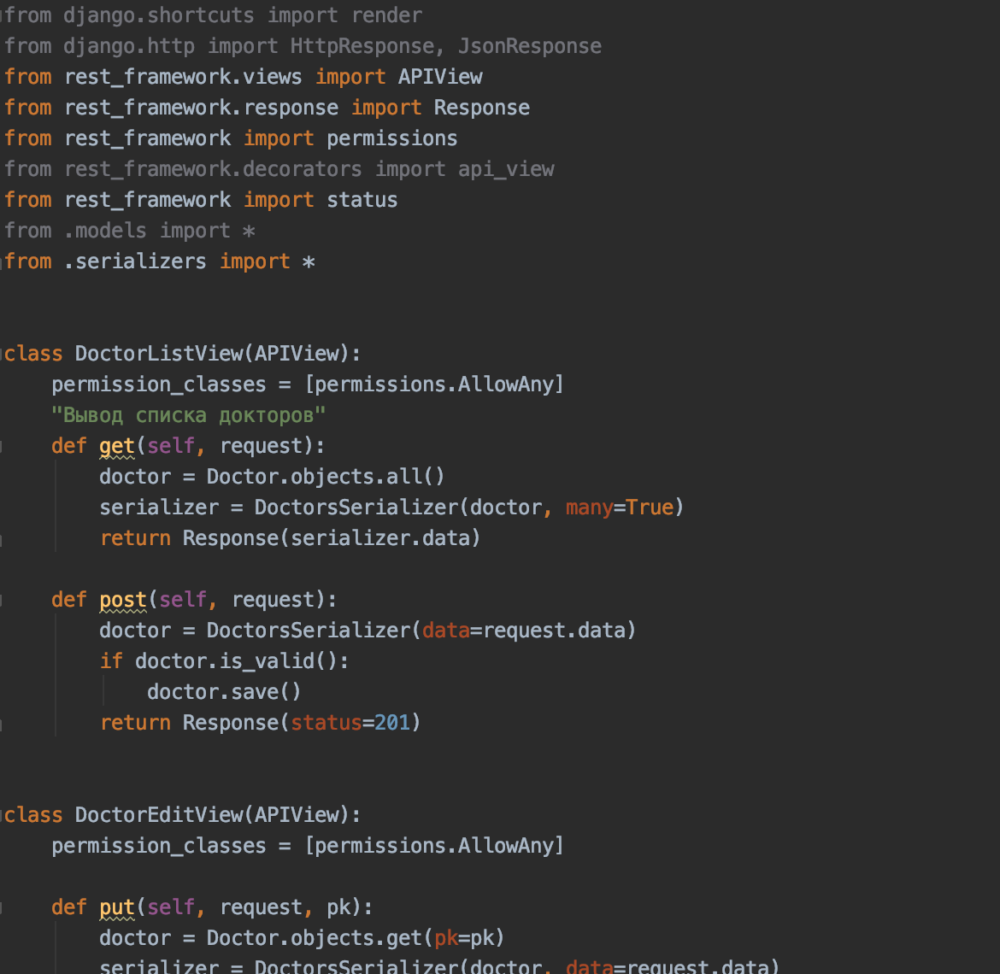 from django.shortcuts import render
from django.http import HttpResponse, JsonResponse
from rest_framework.views import APIView
from rest_framework.response import Response
from rest_framework import permissions
from rest_framework.decorators import api_view
from rest_framework import status
from .models import *
from .serializers import *
class DoctorListView(APIView):
permission_classes = [permissions.AllowAny]
"Вывод списка докторов"
def get(self, request):
doctor = Doctor.objects.all()
serializer = DoctorsSerializer(doctor, many=True)
return Response(serializer.data)
def post(self, request):
doctor = DoctorsSerializer(data=request.data)
if doctor.is_valid():
doctor.save()
return Response(status=201)
class DoctorEditView(APIView):
permission_classes = [permissions.AllowAny]
def put(self, request, pk):
doctor = Doctor.objects.get(pk=pk)
serializer = DoctorsSerializer(doctor, data=request.data)